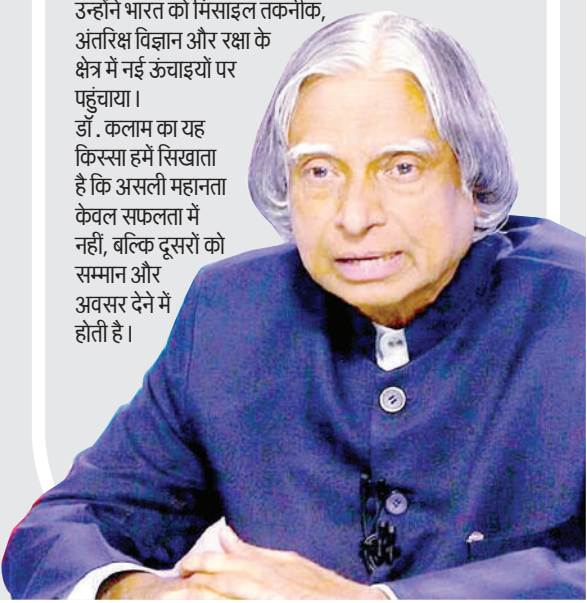 उन्होंने भारत को मिसाइल तकनीक,
अंतरिक्ष विज्ञान और रक्षा के
क्षेत्र में नई ऊंचाइयों पर
पहुंचाया।
डॉ. कलाम का यह
किस्सा हमें सिखाता
है कि असली महानता
केवल सफलता में
नहीं, बल्कि दूसरों को
सम्मान और
अवसर देने में
होती है।